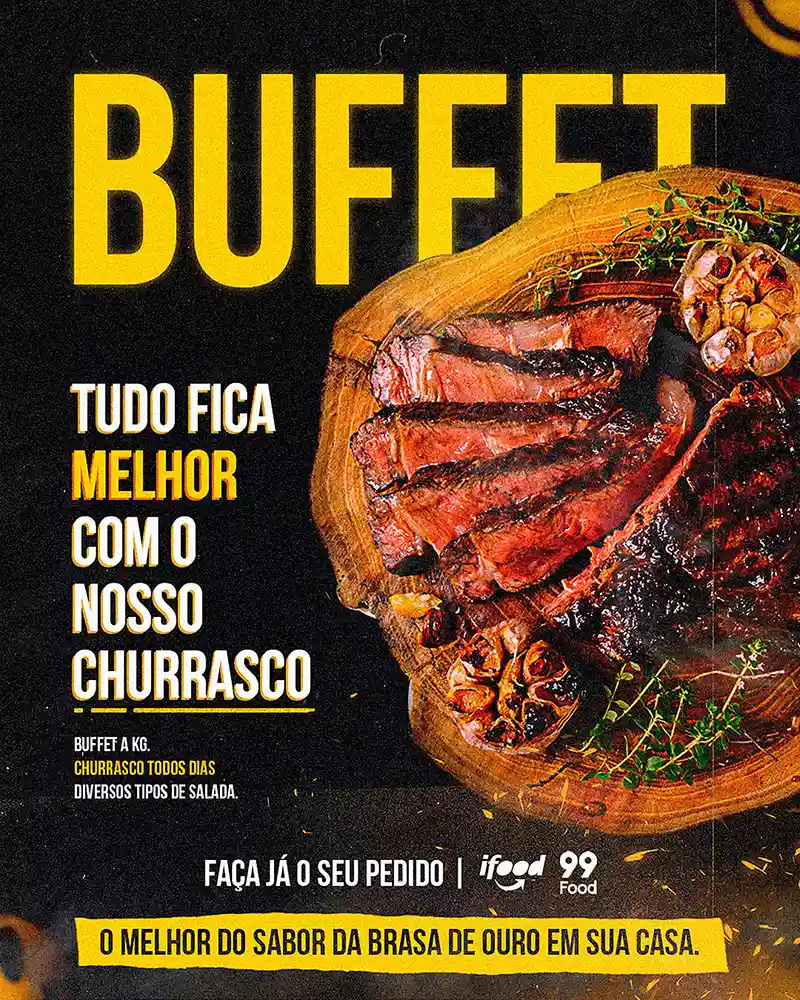 BUFFET
TUDO FICA
MELHOR
COM O
NOSSO
CHURRASCO
BUFFET A KG.
CHURRASCO TODOS DIAS
DIVERSOS TIPOS DE SALADA.
FAÇA JÁ O SEU PEDIDO | ifood 99 Food
O MELHOR DO SABOR DA BRASA DE OURO EM SUA CASA.